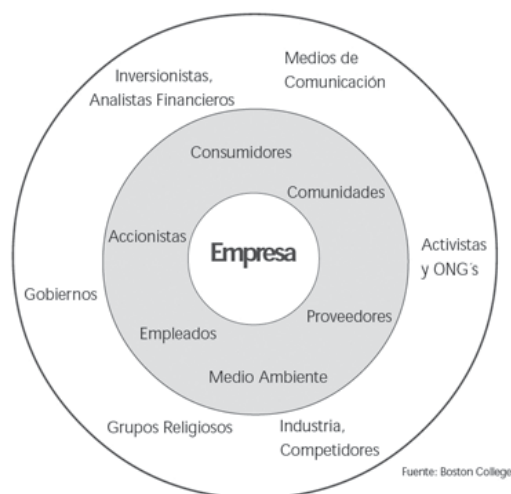 Medios de
Comunicación
Inversionistas,
Analistas Financieros
Consumidores
Comunidades
Accionistas
Empresa
Activistas
y ONG´s
Gobiernos
Proveedores
Empleados
Medio Ambiente
Grupos Religiosos
Industria,
Competidores
Fuente: Boston College